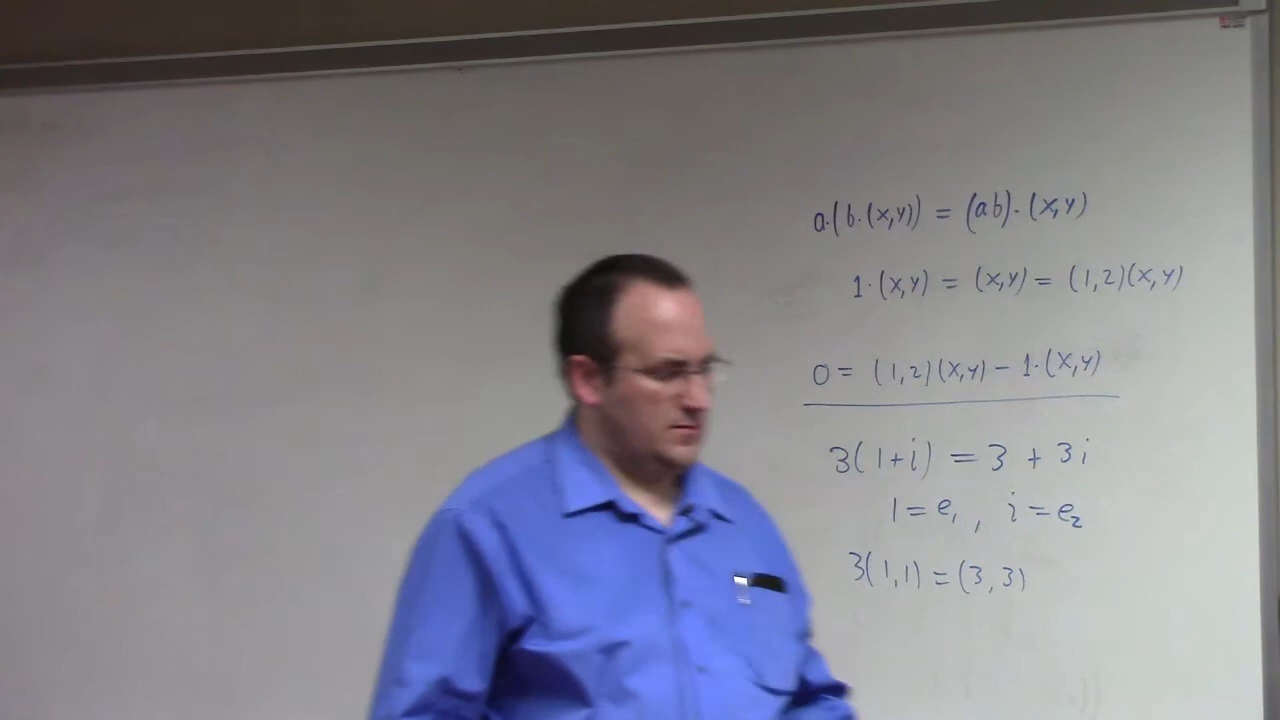 a·(b·(x,y)) = (ab)·(x,y)
1·(x,y) = (x,y) = (1,2)(x,y)
0 = (1,2)(x,y) − 1·(x,y)
3(1+i) = 3 + 3i
1 = e₁ , i = e₂
3(1,1) = (3,3)